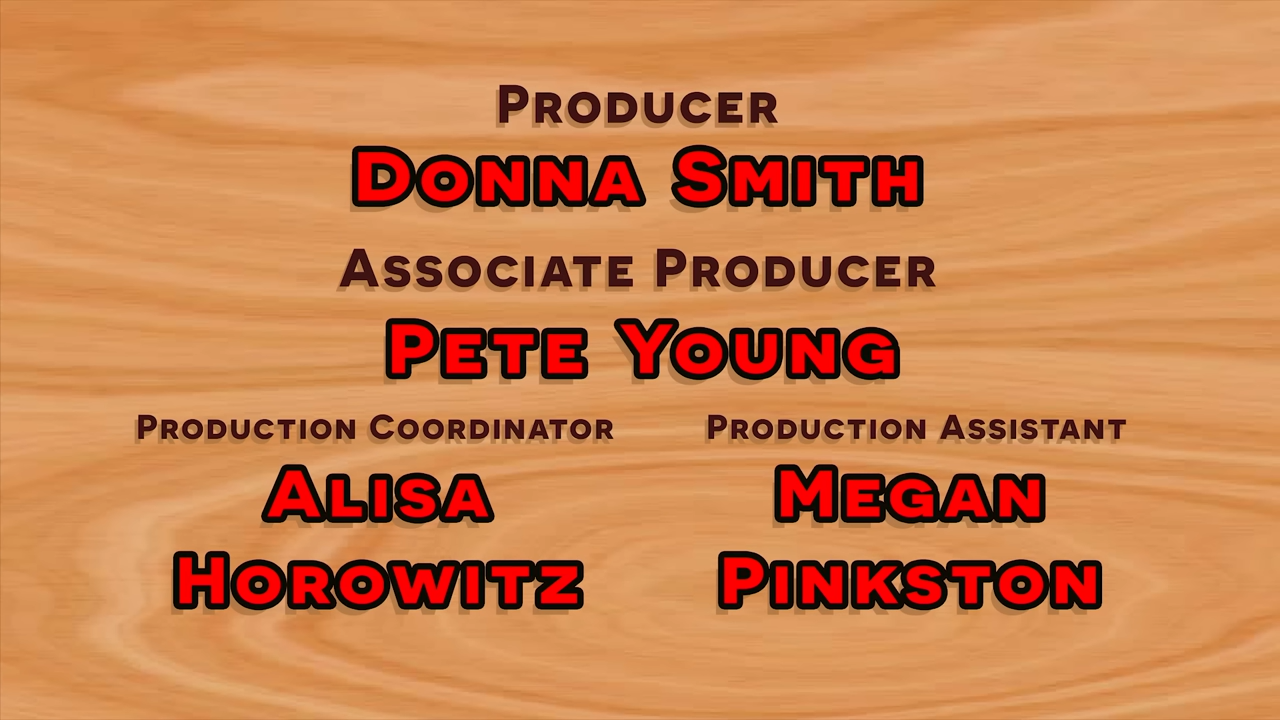 Producer
Donna Smith
Associate Producer
Pete Young
Production Coordinator
Alisa
Horowitz
Production Assistant
Megan
Pinkston